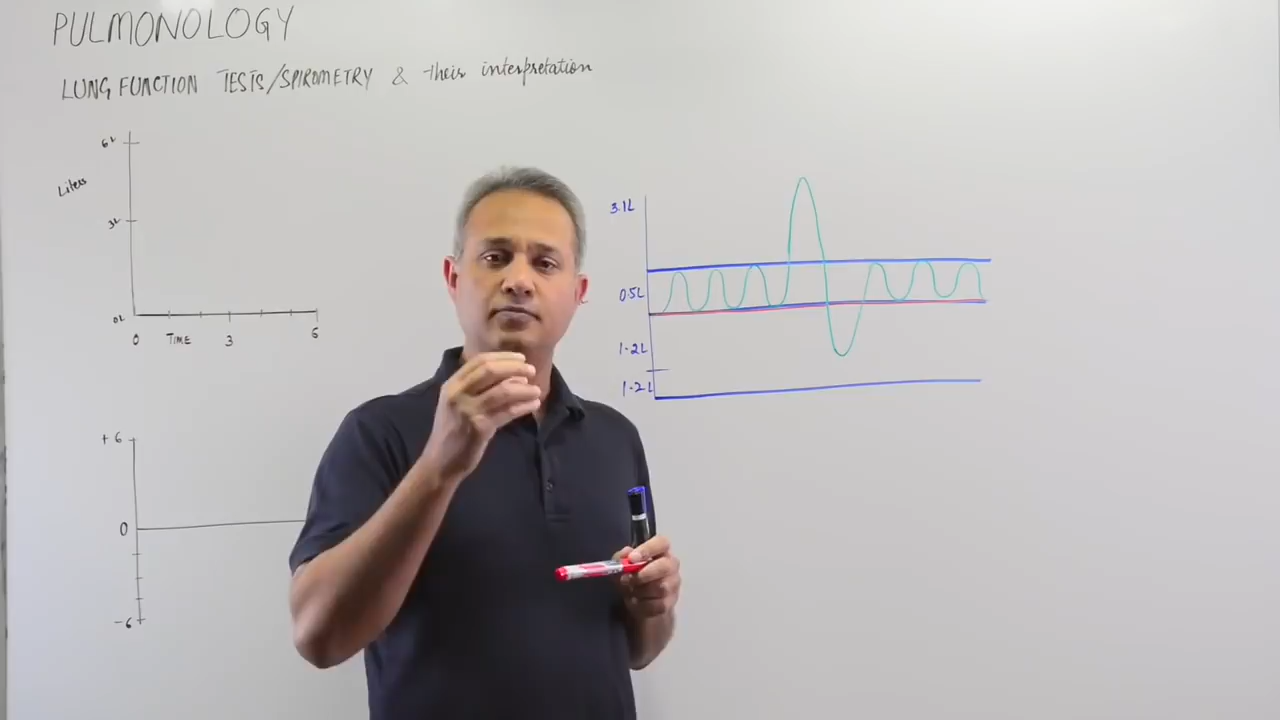 PULMONOLOGY
LUNG FUNCTION TESTS/SPIROMETRY & their interpretation
6L
Liters
3L
0L
0 TIME 3 6
3.1L
0.5L
1.2L
1.2L
+6
0
-6